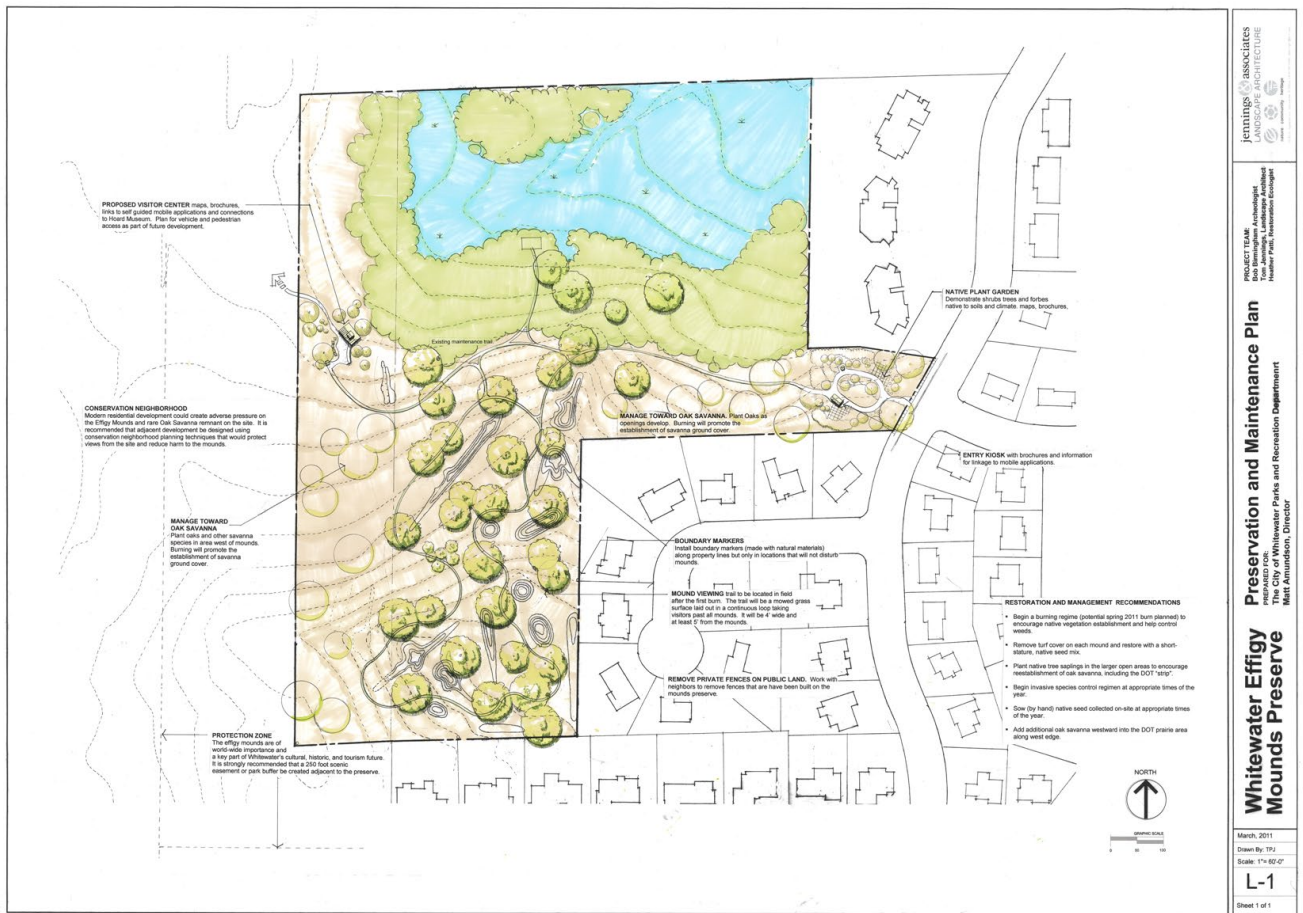 PROPOSED VISITOR CENTER maps, brochures,
links to self guided mobile applications and connections
to Hoard Museum. Plan for vehicle and pedestrian
access as part of future development.
Existing maintenance trail
NATIVE PLANT GARDEN
Demonstrate shrubs trees and forbes
native to soils and climate. maps, brochures,
CONSERVATION NEIGHBORHOOD
Modern residential development could create adverse pressure on
the Effigy Mounds and rare Oak Savanna remnant on the site. It is
recommended that adjacent development be designed using
conservation neighborhood planning techniques that would protect
views from the site and reduce harm to the mounds.
MANAGE TOWARD OAK SAVANNA. Plant Oaks as
openings develop. Burning will promote the
establishment of savanna ground cover.
ENTRY KIOSK with brochures and information
for linkage to mobile applications.
MANAGE TOWARD
OAK SAVANNA
Plant oaks and other savanna
species in area west of mounds.
Burning will promote the
establishment of savanna
ground cover.
BOUNDARY MARKERS
Install boundary markers (made with natural materials)
along property lines but only in locations that will not disturb
mounds.
MOUND VIEWING trail to be located in field
after the first burn. The trail will be a mowed grass
surface laid out in a continuous loop taking
visitors past all mounds. It will be 4' wide and
at least 5' from the mounds.
REMOVE PRIVATE FENCES ON PUBLIC LAND. Work with
neighbors to remove fences that are have been built on the
mounds preserve.
PROTECTION ZONE
The effigy mounds are of
world-wide importance and
a key part of Whitewater's cultural, historic, and tourism future.
It is strongly recommended that a 250 foot scenic
easement or park buffer be created adjacent to the preserve.
RESTORATION AND MANAGEMENT RECOMMENDATIONS
• Begin a burning regime (potential spring 2011 burn planned) to
encourage native vegetation establishment and help control
weeds.
• Remove turf cover on each mound and restore with a short-
stature, native seed mix.
• Plant native tree saplings in the larger open areas to encourage
reestablishment of oak savanna, including the DOT "strip".
• Begin invasive species control regimen at appropriate times of the
year.
• Sow (by hand) native seed collected on-site at appropriate times
of the year.
• Add additional oak savanna westward into the DOT prairie area
along west edge.
NORTH
GRAPHIC SCALE
0 50 100
jennings associates
LANDSCAPE ARCHITECTURE
nature community heritage
PROJECT TEAM:
Bob Birmingham Archeologist
Tom Jennings, Landscape Architect
Heather Patti, Restoration Ecologist
Preservation and Maintenance Plan
PREPARED FOR:
The City of Whitewater Parks and Recreation Department
Matt Amundson, Director
Whitewater Effigy
Mounds Preserve
March, 2011
Drawn By: TPJ
Scale: 1"= 60'-0"
L-1
Sheet 1 of 1